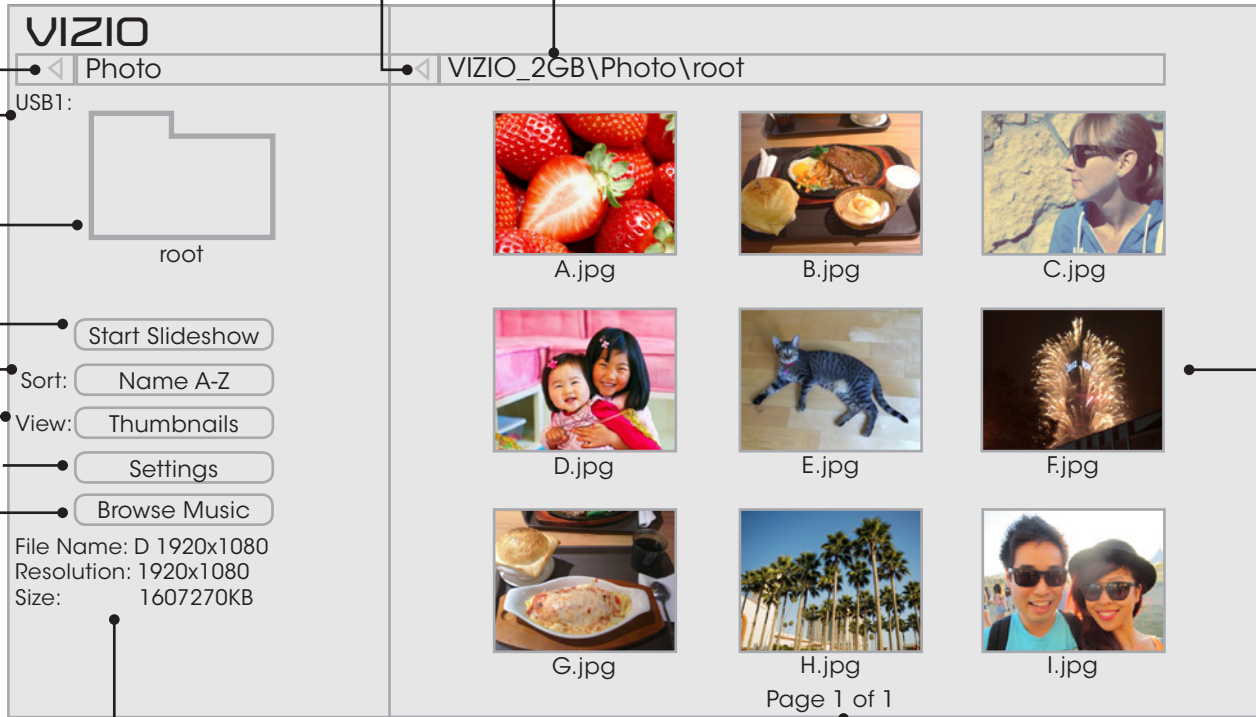 VIZIO
Photo
USB1:
root
Start Slideshow
Sort: Name A-Z
View: Thumbnails
Settings
Browse Music
File Name: D 1920x1080
Resolution: 1920x1080
Size: 1607270KB
VIZIO_2GB\Photo\root
A.jpg
B.jpg
C.jpg
D.jpg
E.jpg
F.jpg
G.jpg
H.jpg
I.jpg
Page 1 of 1